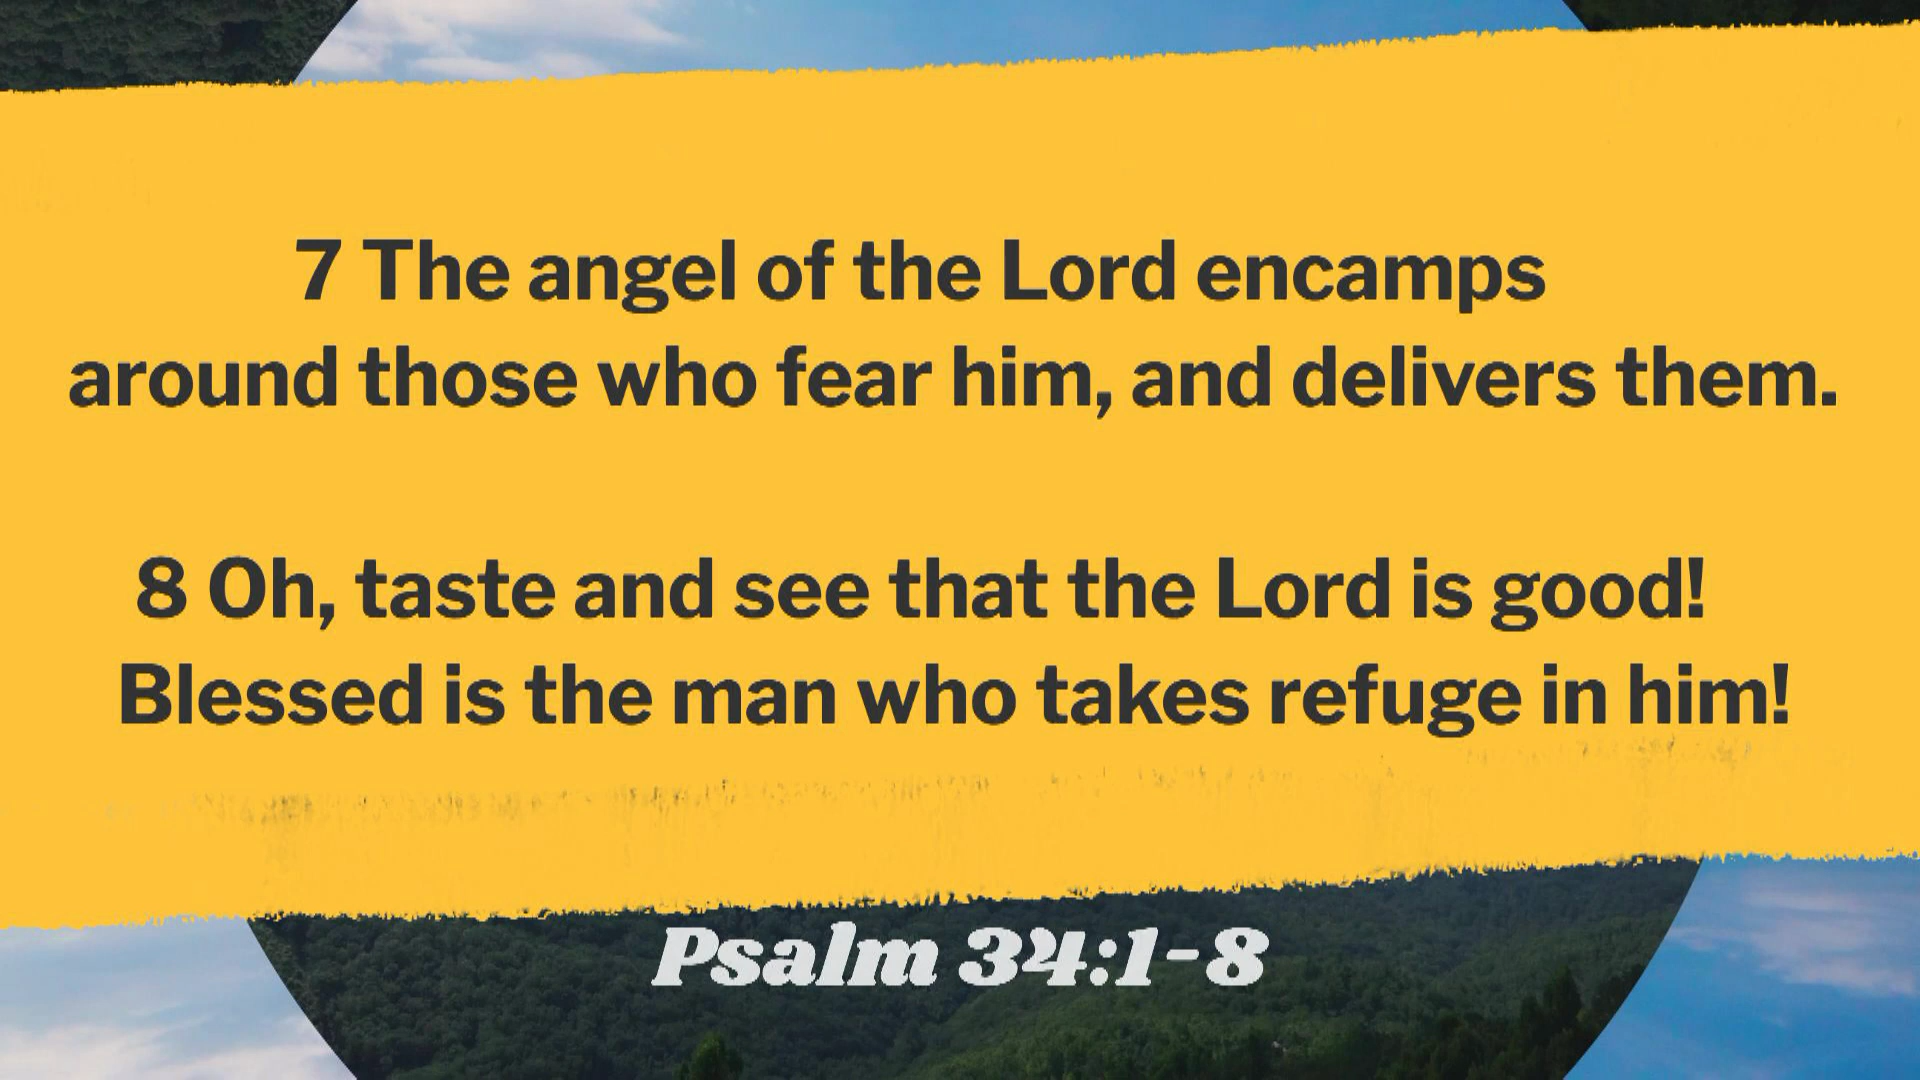 7 The angel of the Lord encamps
around those who fear him, and delivers them.
8 Oh, taste and see that the Lord is good!
Blessed is the man who takes refuge in him!
Psalm 34:1-8